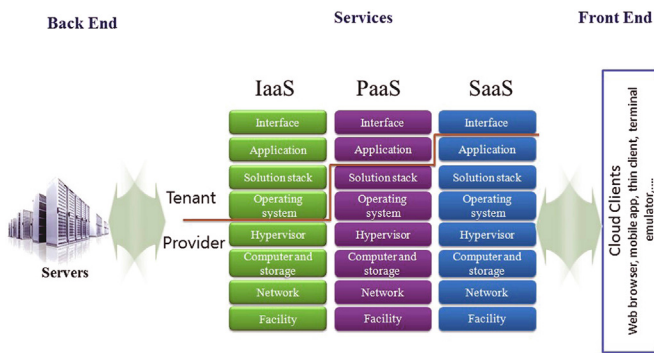 Back End
Services
Front End
IaaS
PaaS
SaaS
Interface
Interface
Interface
Application
Application
Application
Solution stack
Solution stack
Solution stack
Tenant
Operating
system
Operating
system
Operating
system
Provider
Hypervisor
Hypervisor
Hypervisor
Servers
Computer and
storage
Computer and
storage
Computer and
storage
Network
Network
Network
Facility
Facility
Facility
Cloud Clients
Web browser, mobile app, thin client, terminal
emulator,....